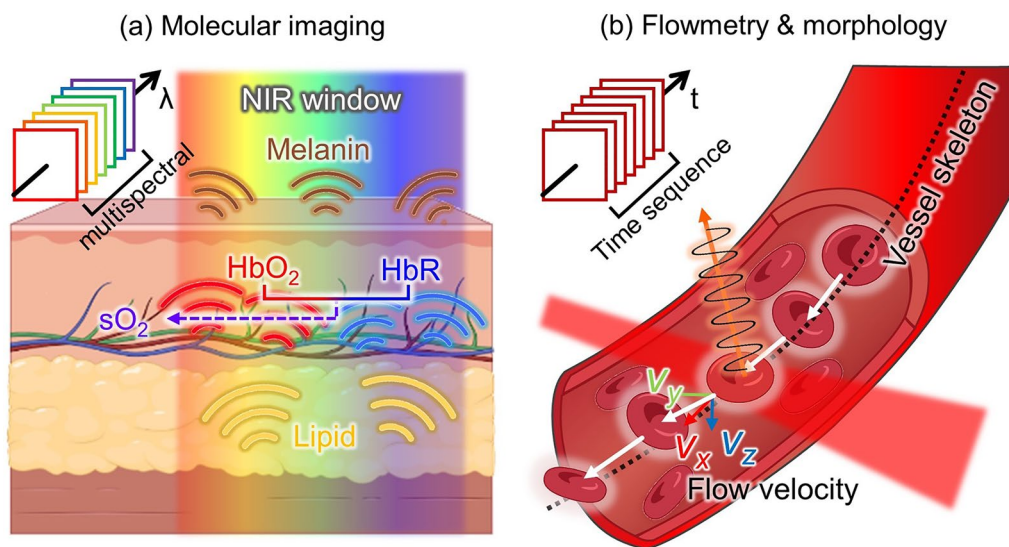 (a) Molecular imaging
λ
multispectral
NIR window
Melanin
HbO₂
HbR
sO₂
Lipid
(b) Flowmetry & morphology
t
Time sequence
Vessel skeleton
Vy
Vx
Vz
Flow velocity